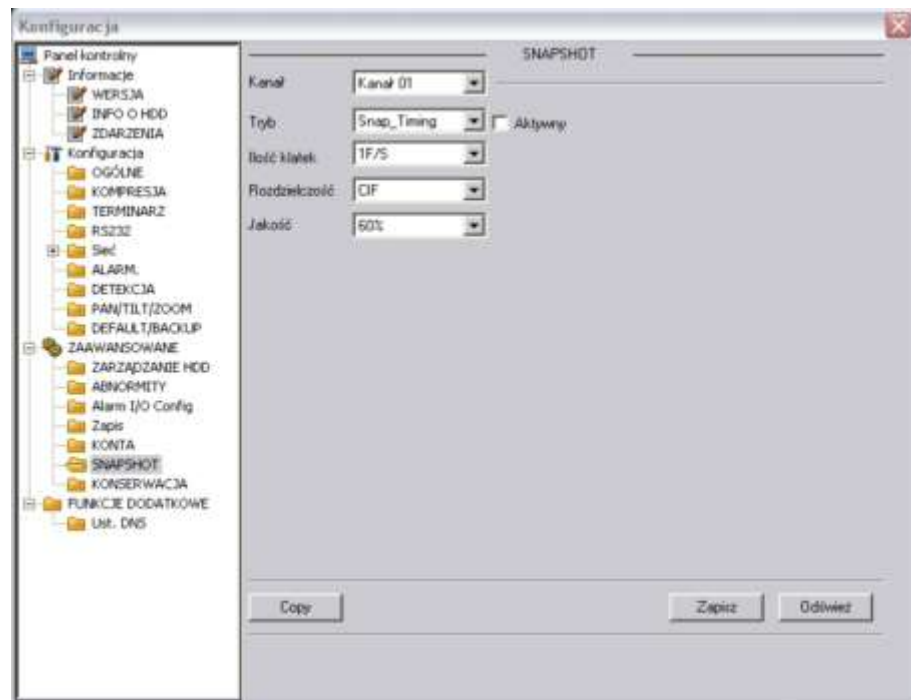 Konfiguracja
Panel kontrolny
Informacje
WERSJA
INFO O HDD
ZDARZENIA
Konfiguracja
OGÓLNE
KOMPRESJA
TERMINARZ
RS232
Sieć
ALARM.
DETEKCJA
PAN/TILT/ZOOM
DEFAULT/BACKUP
ZAAWANSOWANE
ZARZĄDZANIE HDD
ABNORMITY
Alarm I/O Config
Zapis
KONTA
SNAPSHOT
KONSERWACJA
FUNKCJE DODATKOWE
Ust. DNS
SNAPSHOT
Kanał Kanał 01
Tryb Snap_Timing Aktywny
Ilość klatek 1F/S
Rozdzielczość CIF
Jakość 60%
Copy Zapisz Odśwież